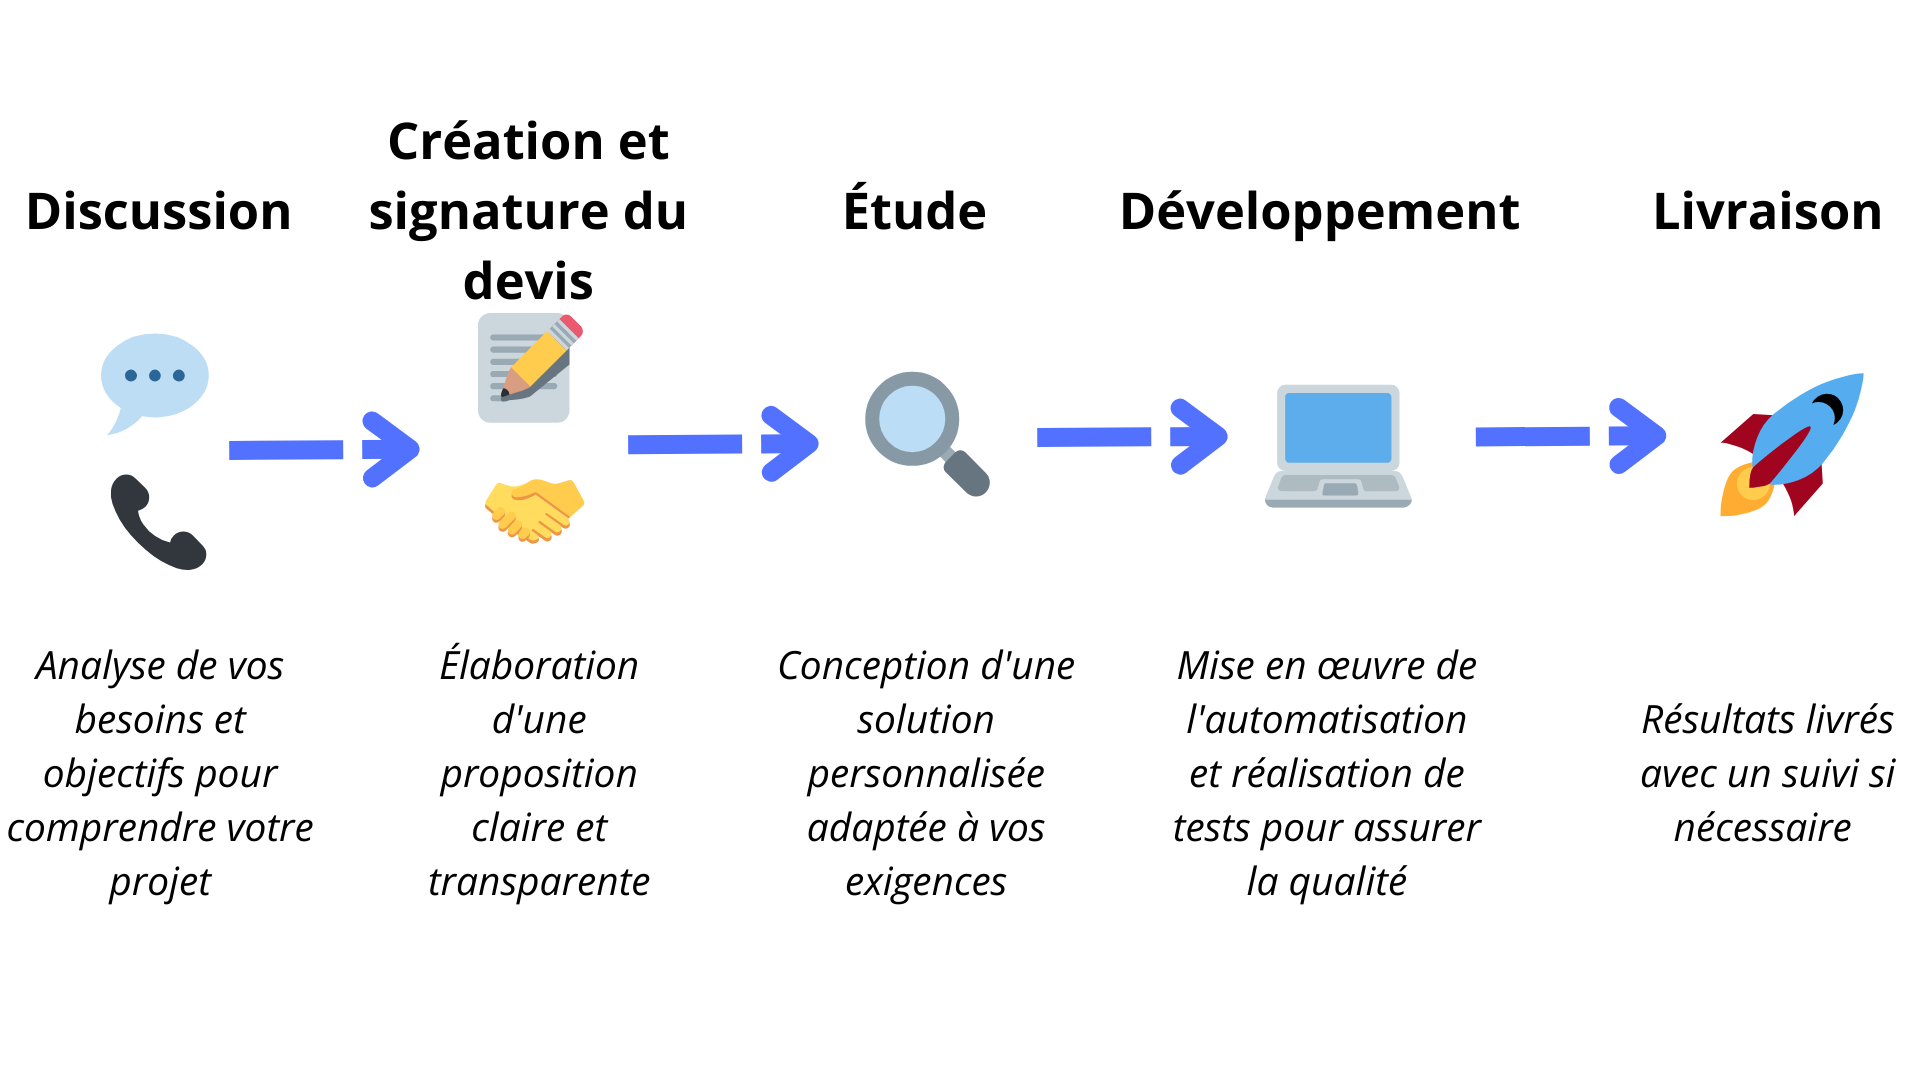 Discussion
Création et
signature du
devis
Étude
Développement
Livraison
Analyse de vos
besoins et
objectifs pour
comprendre votre
projet
Élaboration
d'une
proposition
claire et
transparente
Conception d'une
solution
personnalisée
adaptée à vos
exigences
Mise en œuvre de
l'automatisation
et réalisation de
tests pour assurer
la qualité
Résultats livrés
avec un suivi si
nécessaire